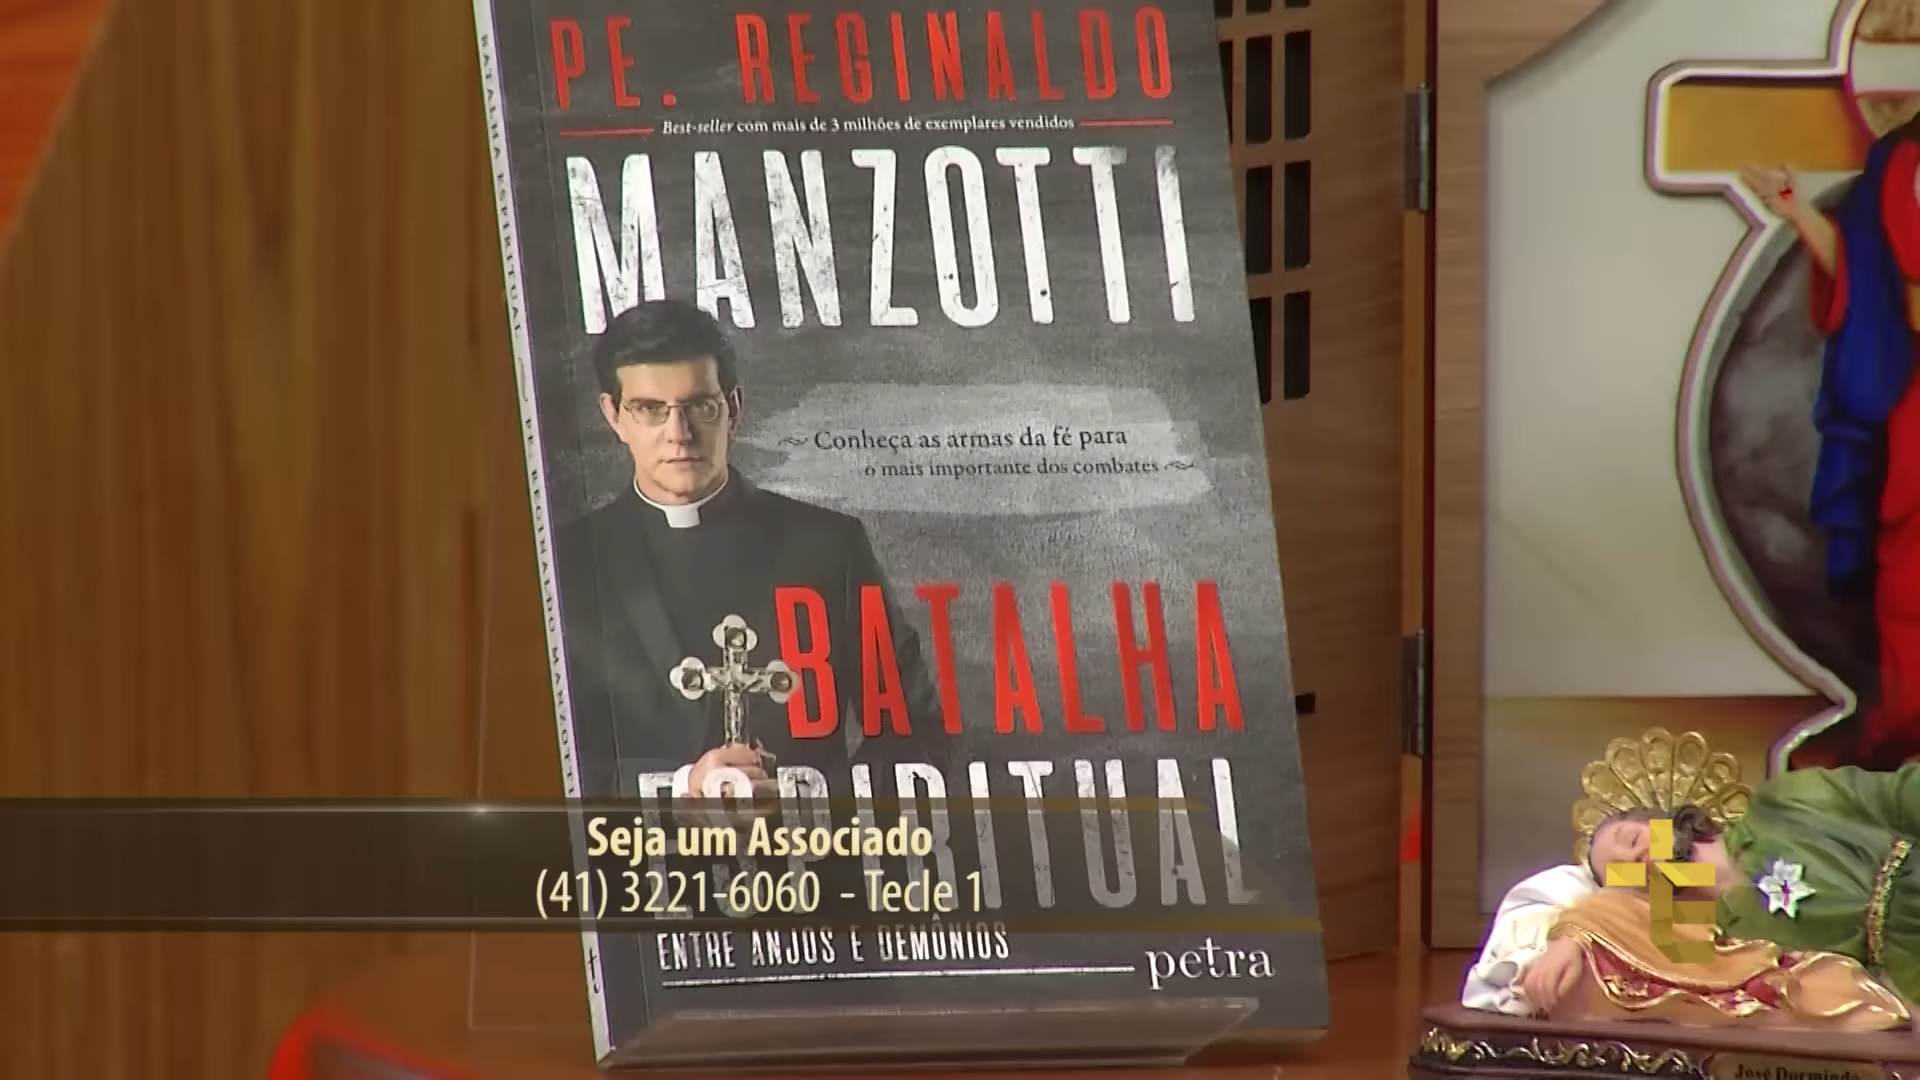 PE. REGINALDO
Best-seller com mais de 3 milhões de exemplares vendidos
MANZOTTI
Conheça as armas da fé para
o mais importante dos combates
BATALHA
ESPIRITUAL
ENTRE ANJOS E DEMÔNIOS
petra
BATALHA ESPIRITUAL ~ PE. REGINALDO MANZOTTI
Seja um Associado
(41) 3221-6060 - Tecle 1
José Dormindo